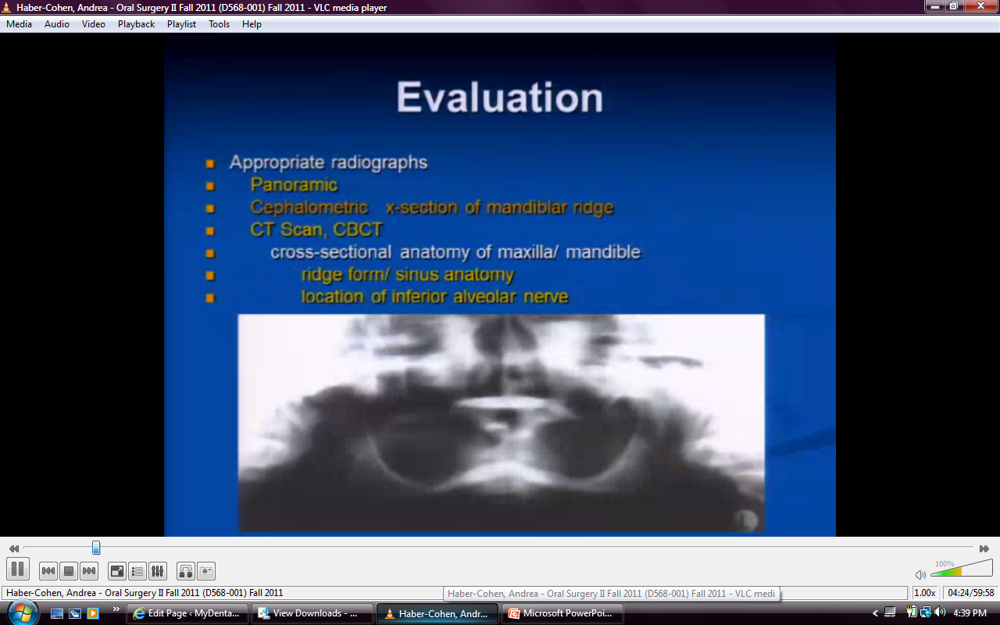 Haber-Cohen, Andrea - Oral Surgery II Fall 2011 (D568-001) Fall 2011 - VLC media player
Media Audio Video Playback Playlist Tools Help
Evaluation
Appropriate radiographs
Panoramic
Cephalometric x-section of mandiblar ridge
CT Scan, CBCT
cross-sectional anatomy of maxilla/ mandible
ridge form/ sinus anatomy
location of inferior alveolar nerve
100%
Haber-Cohen, Andrea - Oral Surgery II Fall 2011 (D568-001) Fall 2011
Haber-Cohen, Andrea - Oral Surgery II Fall 2011 (D568-001) Fall 2011 - VLC medi
1.00x
04:24/59:58
Edit Page ‹ MyDenta...
View Downloads - ...
Haber-Cohen, Andr...
Microsoft PowerPoi...
4:39 PM